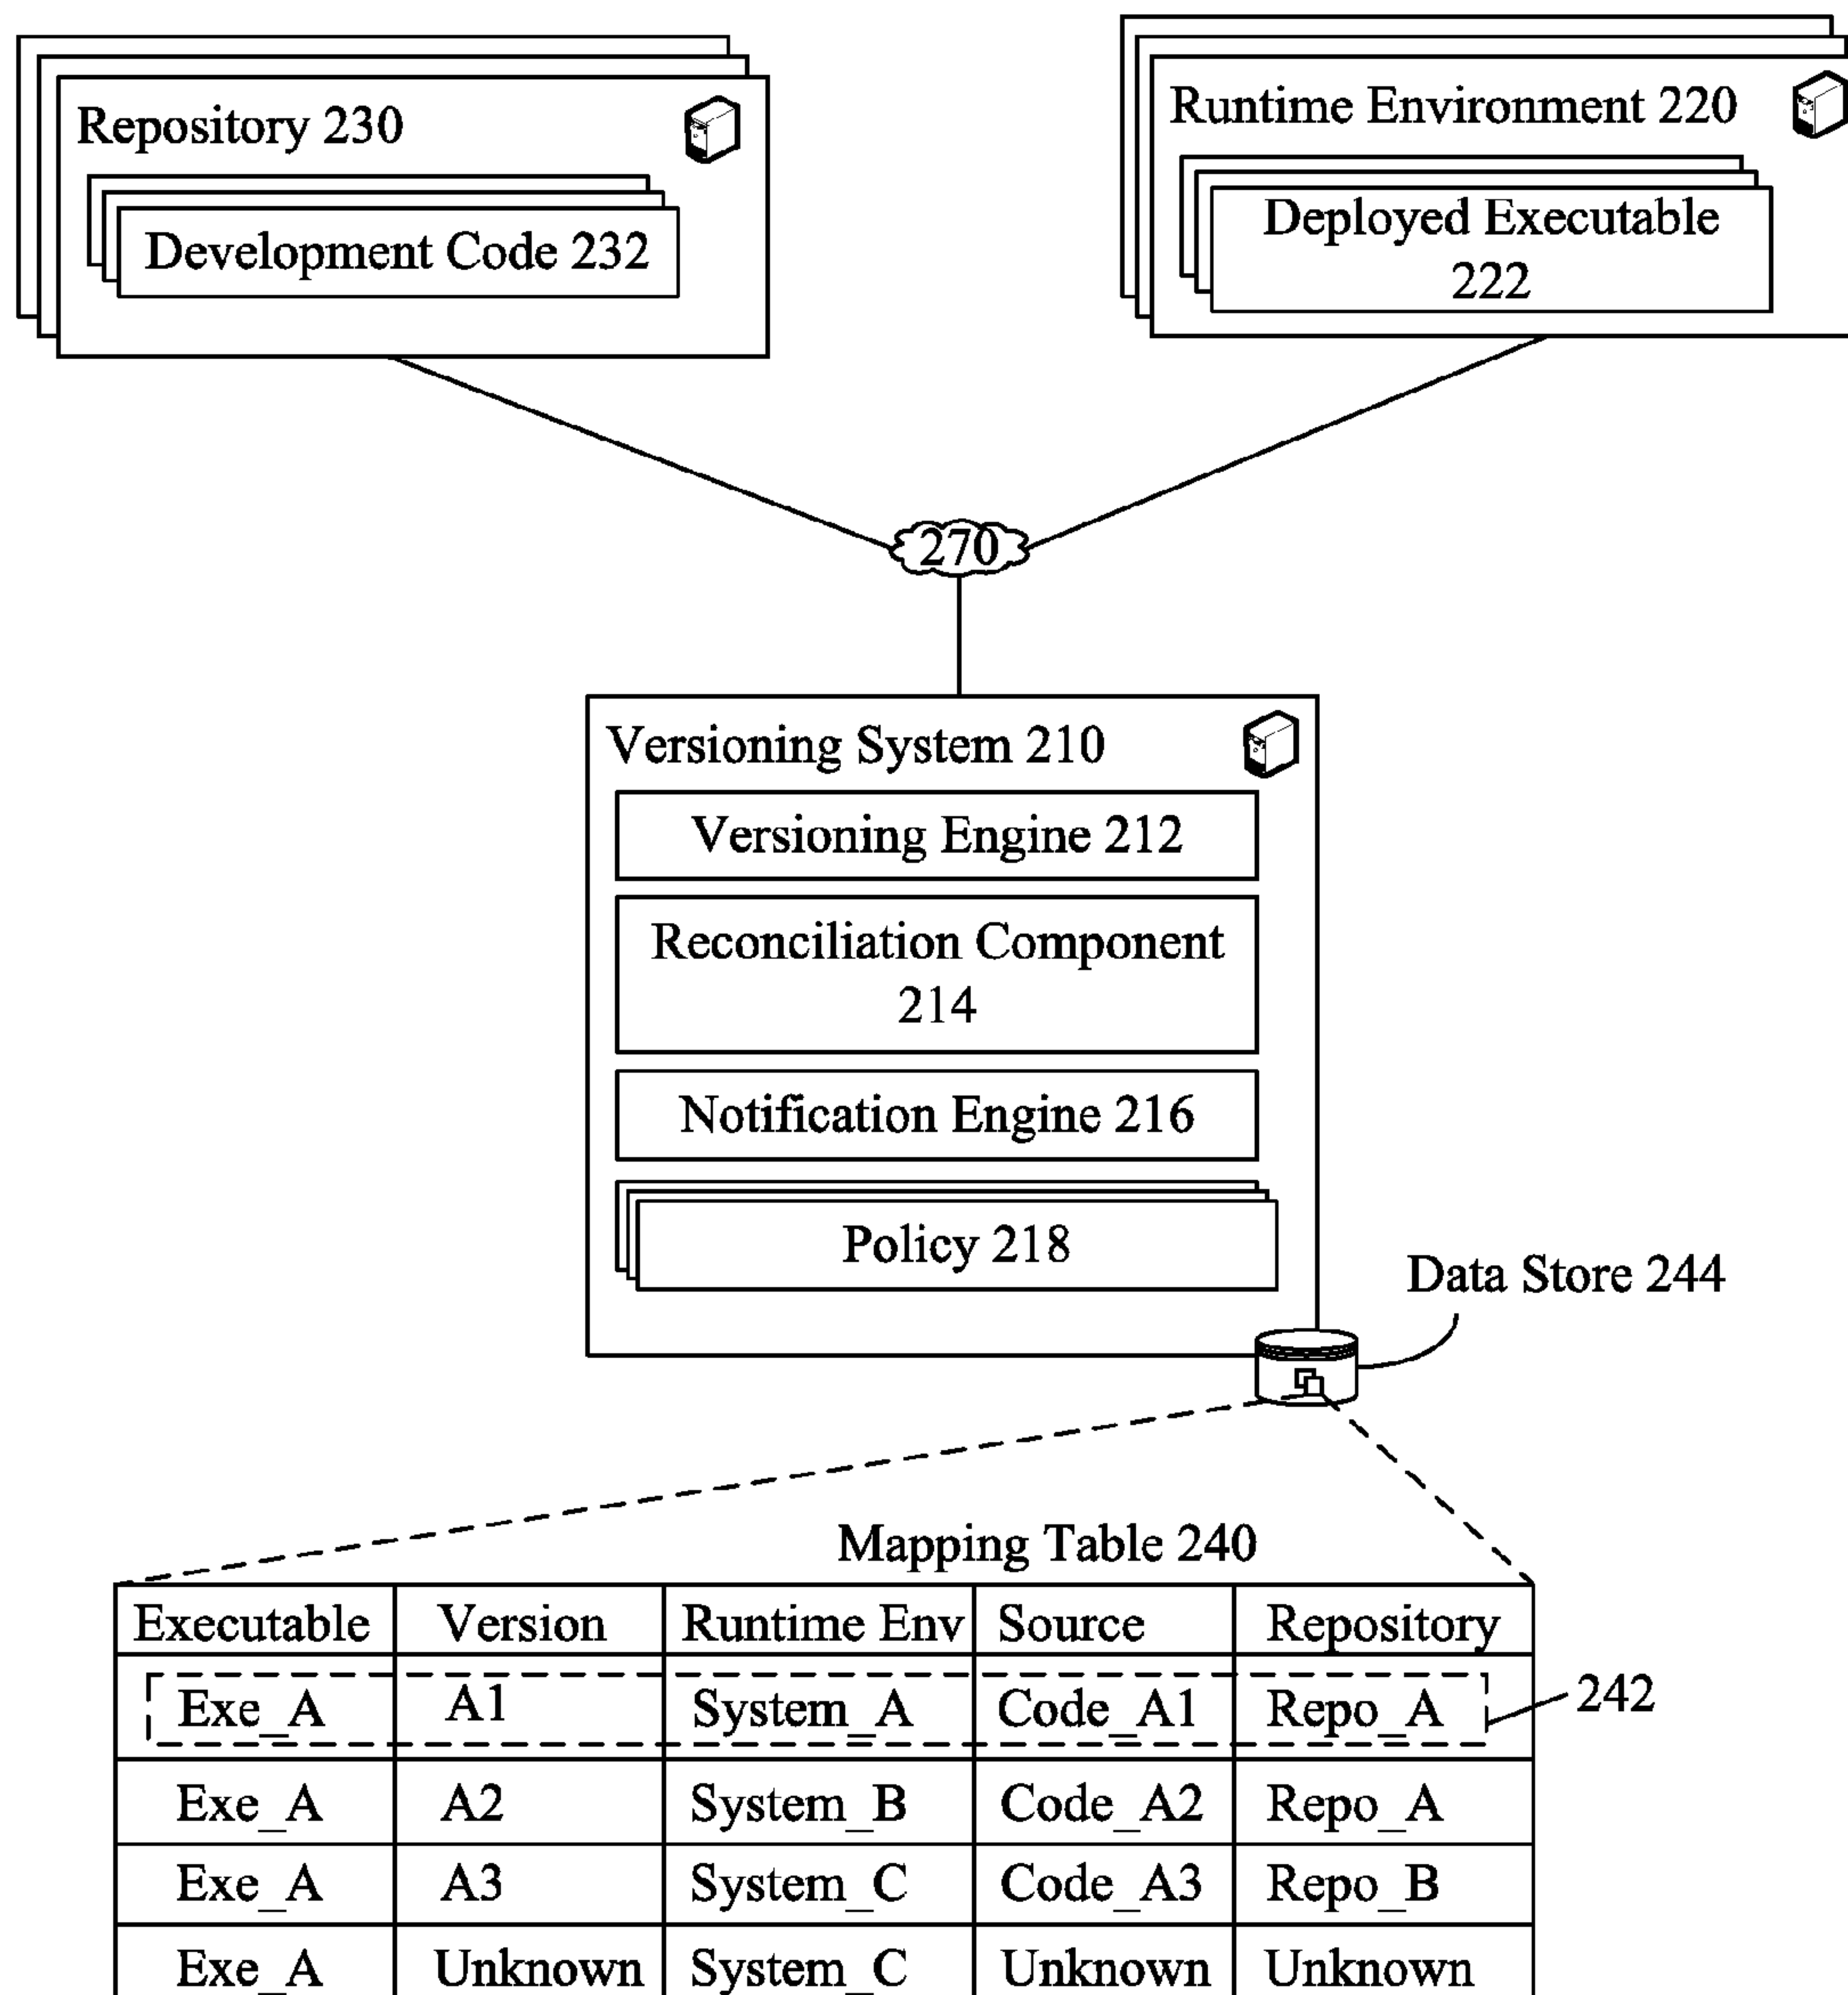 Repository 230
Development Code 232
Runtime Environment 220
Deployed Executable
222
270
Versioning System 210
Versioning Engine 212
Reconciliation Component
214
Notification Engine 216
Policy 218
Data Store 244
Mapping Table 240
Executable Version Runtime Env Source Repository
Exe_A A1 System_A Code_A1 Repo_A
242
Exe_A A2 System_B Code_A2 Repo_A
Exe_A A3 System_C Code_A3 Repo_B
Exe_A Unknown System_C Unknown Unknown